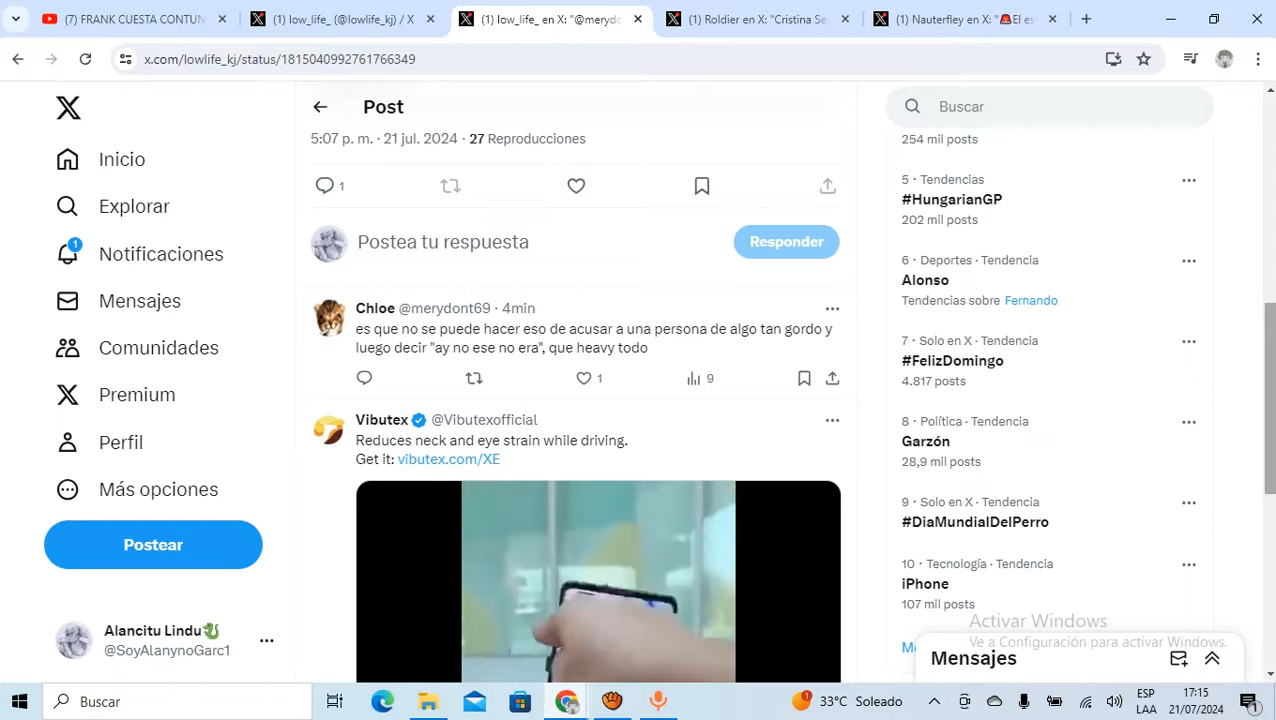 (7) FRANK CUESTA CONTUN
(1) low_life_ (@lowlife_kj) / X
(1) low_life_ en X: "@merydo
(1) Roldier en X: "Cristina Se
(1) Nauterfley en X: "🚨El es
x.com/lowlife_kj/status/1815040992761766349
Inicio
Explorar
1
Notificaciones
Mensajes
Comunidades
Premium
Perfil
Más opciones
Postear
Alancitu Lindu🐉
@SoyAlanynoGarc1
Post
5:07 p. m. · 21 jul. 2024 · 27 Reproducciones
1
Postea tu respuesta
Responder
Chloe @merydont69 · 4min
es que no se puede hacer eso de acusar a una persona de algo tan gordo y
luego decir "ay no ese no era", que heavy todo
1
9
Vibutex @Vibutexofficial
Reduces neck and eye strain while driving.
Get it: vibutex.com/XE
Buscar
254 mil posts
5 · Tendencias
#HungarianGP
202 mil posts
6 · Deportes · Tendencia
Alonso
Tendencias sobre Fernando
7 · Solo en X · Tendencia
#FelizDomingo
4.817 posts
8 · Política · Tendencia
Garzón
28,9 mil posts
9 · Solo en X · Tendencia
#DiaMundialDelPerro
10 · Tecnología · Tendencia
iPhone
107 mil posts
Activar Windows
Ve a Configuración para activar Windows.
Mensajes
Buscar
1
33°C Soleado
ESP
LAA
17:15
21/07/2024
1